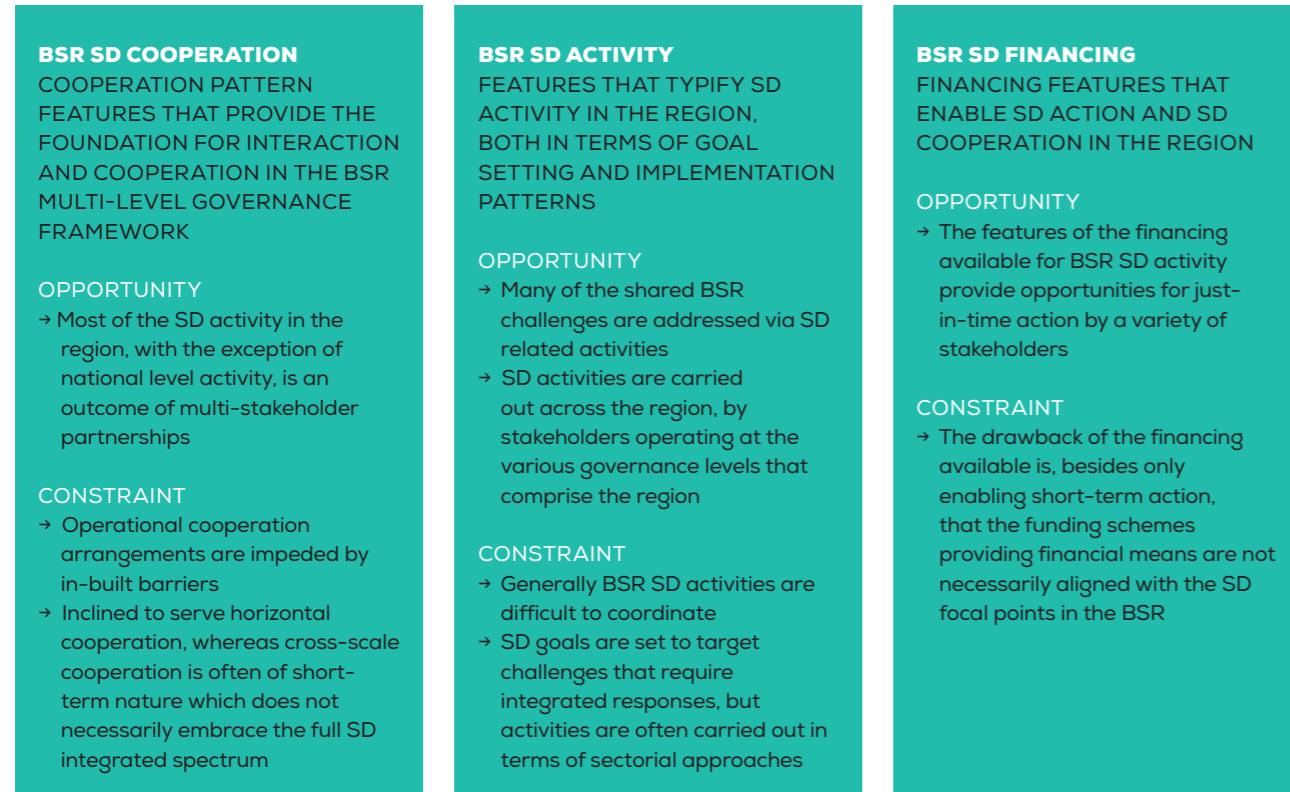 BSR SD COOPERATION
COOPERATION PATTERN
FEATURES THAT PROVIDE THE
FOUNDATION FOR INTERACTION
AND COOPERATION IN THE BSR
MULTI-LEVEL GOVERNANCE
FRAMEWORK
OPPORTUNITY
→ Most of the SD activity in the
region, with the exception of
national level activity, is an
outcome of multi-stakeholder
partnerships
CONSTRAINT
→ Operational cooperation
arrangements are impeded by
in-built barriers
→ Inclined to serve horizontal
cooperation, whereas cross-scale
cooperation is often of short-
term nature which does not
necessarily embrace the full SD
integrated spectrum
BSR SD ACTIVITY
FEATURES THAT TYPIFY SD
ACTIVITY IN THE REGION,
BOTH IN TERMS OF GOAL
SETTING AND IMPLEMENTATION
PATTERNS
OPPORTUNITY
→ Many of the shared BSR
challenges are addressed via SD
related activities
→ SD activities are carried
out across the region, by
stakeholders operating at the
various governance levels that
comprise the region
CONSTRAINT
→ Generally BSR SD activities are
difficult to coordinate
→ SD goals are set to target
challenges that require
integrated responses, but
activities are often carried out in
terms of sectorial approaches
BSR SD FINANCING
FINANCING FEATURES THAT
ENABLE SD ACTION AND SD
COOPERATION IN THE REGION
OPPORTUNITY
→ The features of the financing
available for BSR SD activity
provide opportunities for just-
in-time action by a variety of
stakeholders
CONSTRAINT
→ The drawback of the financing
available is, besides only
enabling short-term action,
that the funding schemes
providing financial means are not
necessarily aligned with the SD
focal points in the BSR